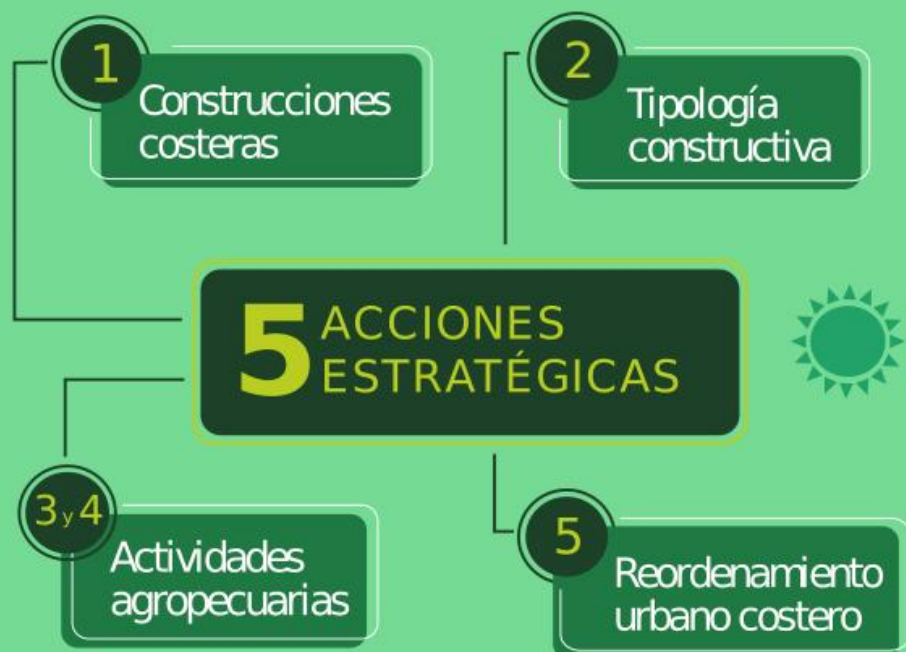 1
Construcciones
costeras
2
Tipología
constructiva
5 ACCIONES
ESTRATÉGICAS
3 y 4
Actividades
agropecuarias
5
Reordenamiento
urbano costero